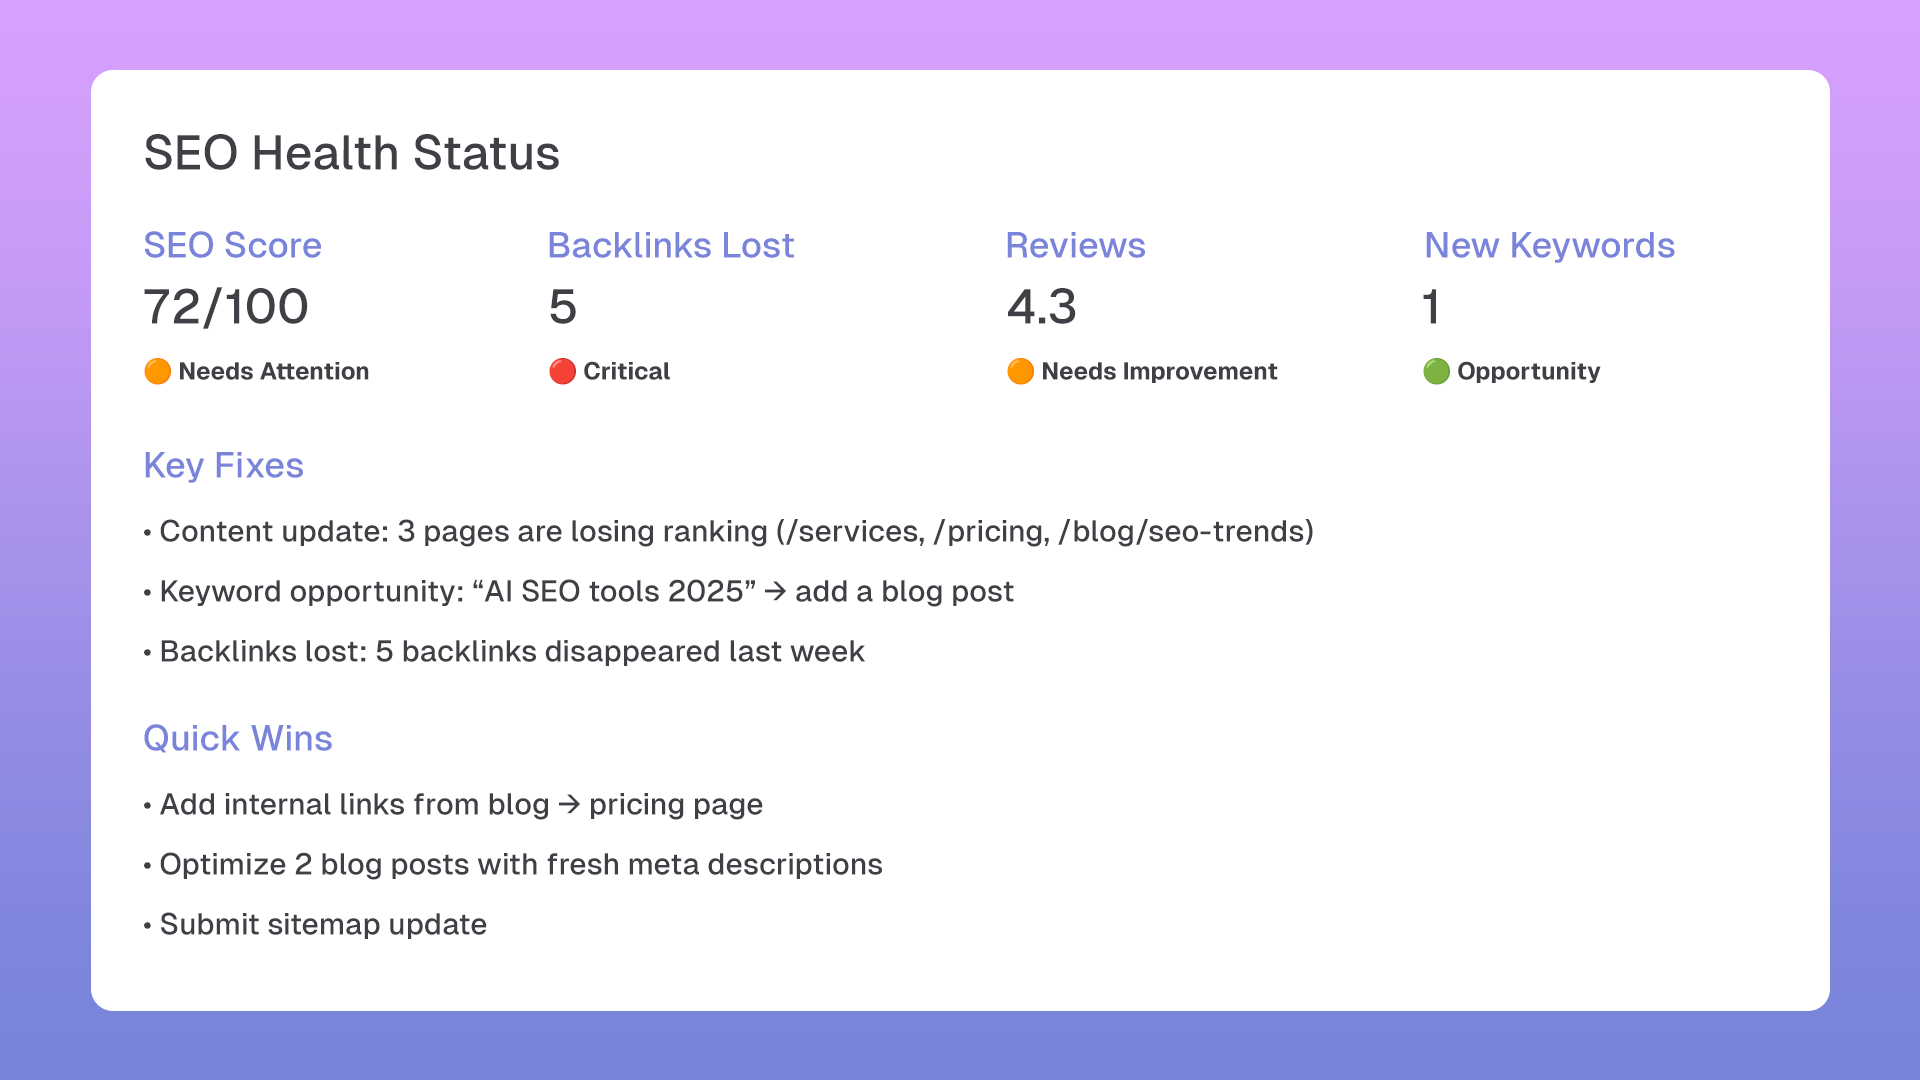 SEO Health Status
SEO Score
72/100
🟠 Needs Attention
Backlinks Lost
5
🔴 Critical
Reviews
4.3
🟠 Needs Improvement
New Keywords
1
🟢 Opportunity
Key Fixes
• Content update: 3 pages are losing ranking (/services, /pricing, /blog/seo-trends)
• Keyword opportunity: “AI SEO tools 2025” → add a blog post
• Backlinks lost: 5 backlinks disappeared last week
Quick Wins
• Add internal links from blog → pricing page
• Optimize 2 blog posts with fresh meta descriptions
• Submit sitemap update